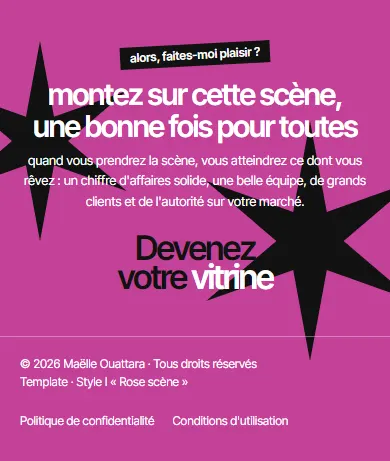 alors, faites-moi plaisir ?
montez sur cette scène,
une bonne fois pour toutes
quand vous prendrez la scène, vous atteindrez ce dont vous
rêvez : un chiffre d'affaires solide, une belle équipe, de grands
clients et de l'autorité sur votre marché.
Devenez
votre vitrine
© 2026 Maëlle Ouattara · Tous droits réservés
Template · Style I « Rose scène »
Politique de confidentialité Conditions d'utilisation